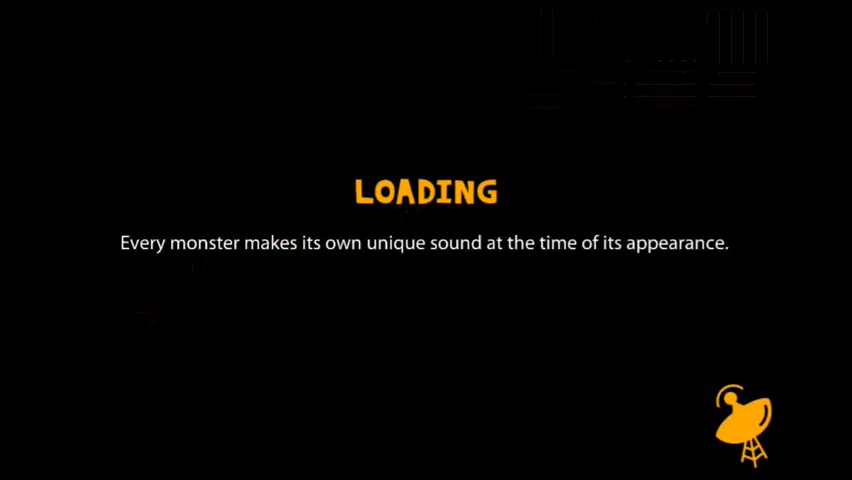 LOADING
Every monster makes its own unique sound at the time of its appearance.